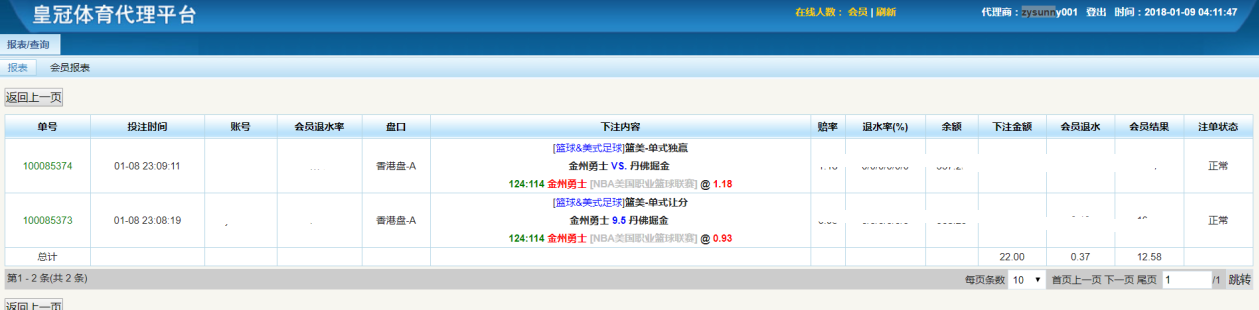 皇冠体育代理平台
在线人数： 会员 | 刷新 代理商：zysunny001 登出 时间：2018-01-09 04:11:47
报表/查询
报表 会员报表
返回上一页
单号 投注时间 账号 会员退水率 盘口 下注内容 赔率 退水率(%) 余额 下注金额 会员退水 会员结果 注单状态
[篮球&美式足球]篮美-单式独赢
100085374 01-08 23:09:11 香港盘-A 金州勇士 VS. 丹佛掘金 正常
124:114 金州勇士 [NBA美国职业篮球联赛] @ 1.18
[篮球&美式足球]篮美-单式让分
100085373 01-08 23:08:19 香港盘-A 金州勇士 9.5 丹佛掘金 正常
124:114 金州勇士 [NBA美国职业篮球联赛] @ 0.93
总计 22.00 0.37 12.58
第1 - 2 条(共 2 条) 每页条数 10 首页 上一页 下一页 尾页 1 /1 跳转
返回上一页